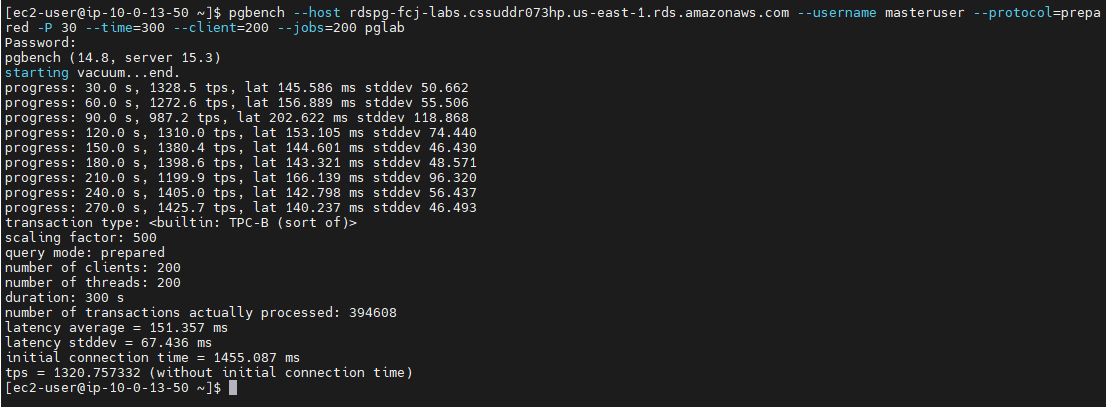 [ec2-user@ip-10-0-13-50 ~]$ pgbench --host rdspg-fcj-labs.cssuddr073hp.us-east-1.rds.amazonaws.com --username masteruser --protocol=prepa
red -P 30 --time=300 --client=200 --jobs=200 pglab
Password:
pgbench (14.8, server 15.3)
starting vacuum...end.
progress: 30.0 s, 1328.5 tps, lat 145.586 ms stddev 50.662
progress: 60.0 s, 1272.6 tps, lat 156.889 ms stddev 55.506
progress: 90.0 s, 987.2 tps, lat 202.622 ms stddev 118.868
progress: 120.0 s, 1310.0 tps, lat 153.105 ms stddev 74.440
progress: 150.0 s, 1380.4 tps, lat 144.601 ms stddev 46.430
progress: 180.0 s, 1398.6 tps, lat 143.321 ms stddev 48.571
progress: 210.0 s, 1199.9 tps, lat 166.139 ms stddev 96.320
progress: 240.0 s, 1405.0 tps, lat 142.798 ms stddev 56.437
progress: 270.0 s, 1425.7 tps, lat 140.237 ms stddev 46.493
transaction type: <builtin: TPC-B (sort of)>
scaling factor: 500
query mode: prepared
number of clients: 200
number of threads: 200
duration: 300 s
number of transactions actually processed: 394608
latency average = 151.357 ms
latency stddev = 67.436 ms
initial connection time = 1455.087 ms
tps = 1320.757332 (without initial connection time)
[ec2-user@ip-10-0-13-50 ~]$